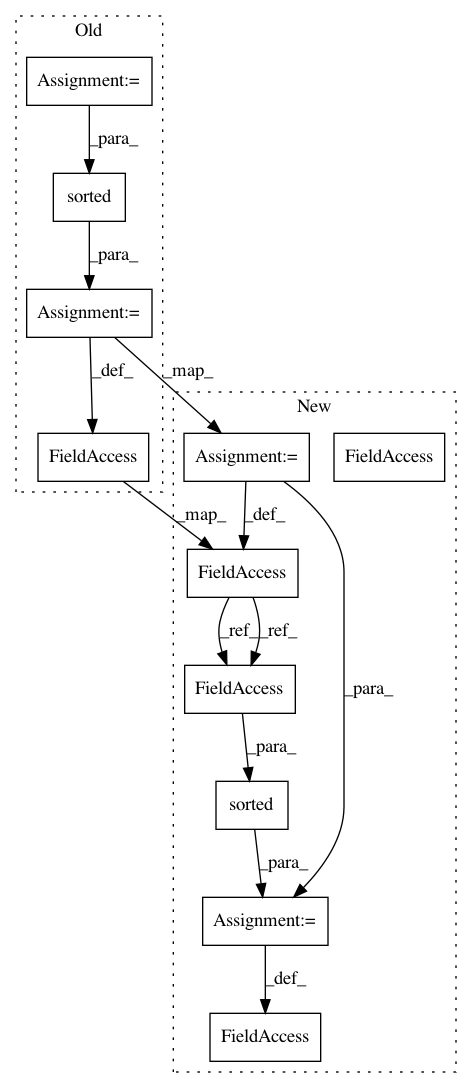 Old
Assignment:=
_para_
sorted
_para_
Assignment:=
_def_
_map_
New
FieldAccess
Assignment:=
FieldAccess
_map_
_def_
FieldAccess
_ref_
_ref_
FieldAccess
_para_
_para_
sorted
_para_
Assignment:=
_def_
FieldAccess